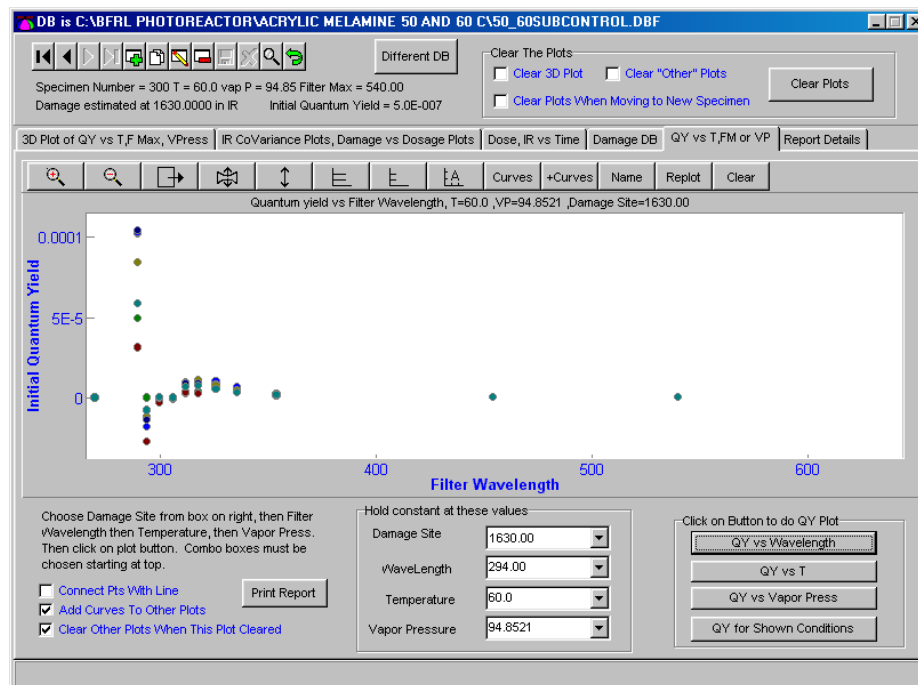 DB is C:\BFRL PHOTOREACTOR\ACRYLIC MELAMINE 50 AND 60 C\50_60SUBCONTROL.DBF
Different DB
Clear The Plots
Clear 3D Plot
Clear "Other" Plots
Clear Plots When Moving to New Specimen
Clear Plots
Specimen Number = 300 T = 60.0 vap P = 94.85 Filter Max = 540.00
Damage estimated at 1630.0000 in IR Initial Quantum Yield = 5.0E-007
3D Plot of QY vs T,F Max, VPress
IR CoVariance Plots, Damage vs Dosage Plots
Dose, IR vs Time
Damage DB
QY vs T,FM or VP
Report Details
A
Curves
+Curves
Name
Replot
Clear
Quantum yield vs Filter Wavelength, T=60.0 ,VP=94.8521 ,Damage Site=1630.00
Initial Quantum Yield
0.0001
5E-5
0
300
400
500
600
Filter Wavelength
Choose Damage Site from box on right, then Filter
Wavelength then Temperature, then Vapor Press.
Then click on plot button. Combo boxes must be
chosen starting at top.
Connect Pts With Line
Add Curves To Other Plots
Clear Other Plots When This Plot Cleared
Print Report
Hold constant at these values
Damage Site
1630.00
WaveLength
294.00
Temperature
60.0
Vapor Pressure
94.8521
Click on Button to do QY Plot
QY vs Wavelength
QY vs T
QY vs Vapor Press
QY for Shown Conditions